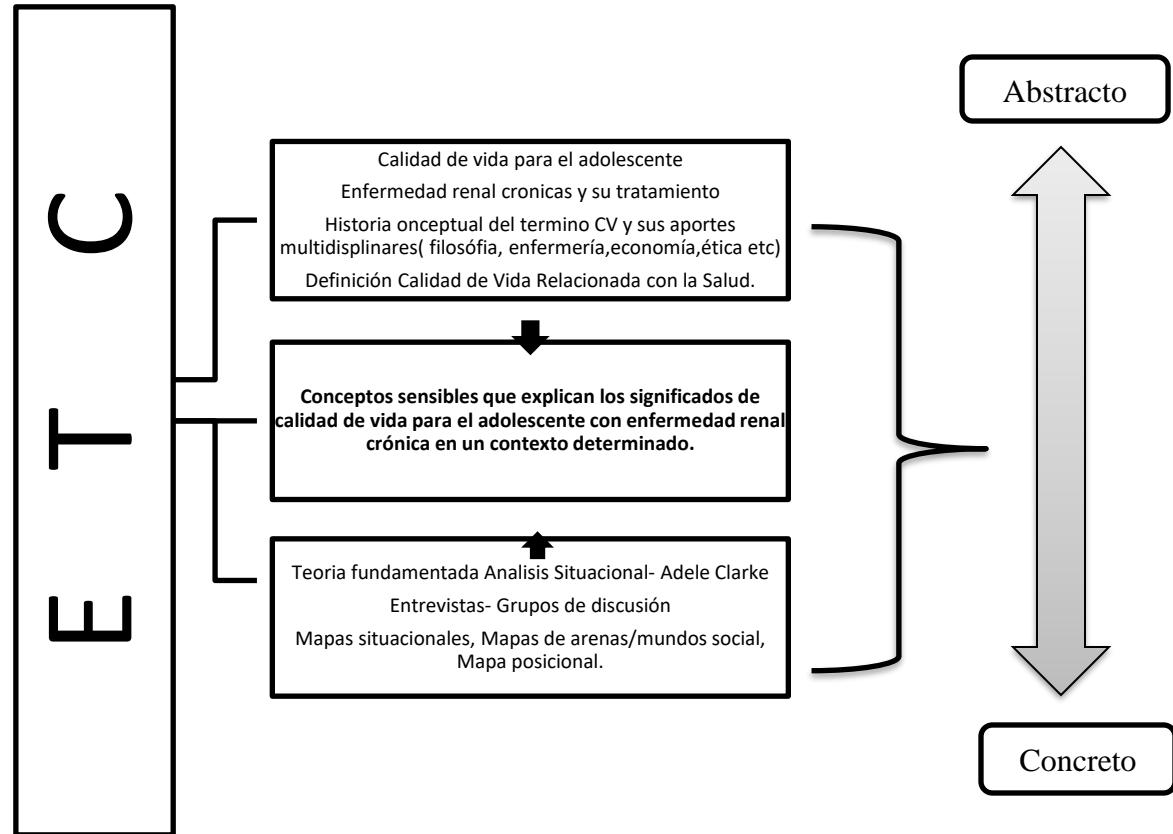 E T C
Abstracto
Calidad de vida para el adolescente
Enfermedad renal cronicas y su tratamiento
Historia onceptual del termino CV y sus aportes
multidisplinares( filosófia, enfermería,economía,ética etc)
Definición Calidad de Vida Relacionada con la Salud.
Conceptos sensibles que explican los significados de
calidad de vida para el adolescente con enfermedad renal
crónica en un contexto determinado.
Teoria fundamentada Analisis Situacional- Adele Clarke
Entrevistas- Grupos de discusión
Mapas situacionales, Mapas de arenas/mundos social,
Mapa posicional.
Concreto